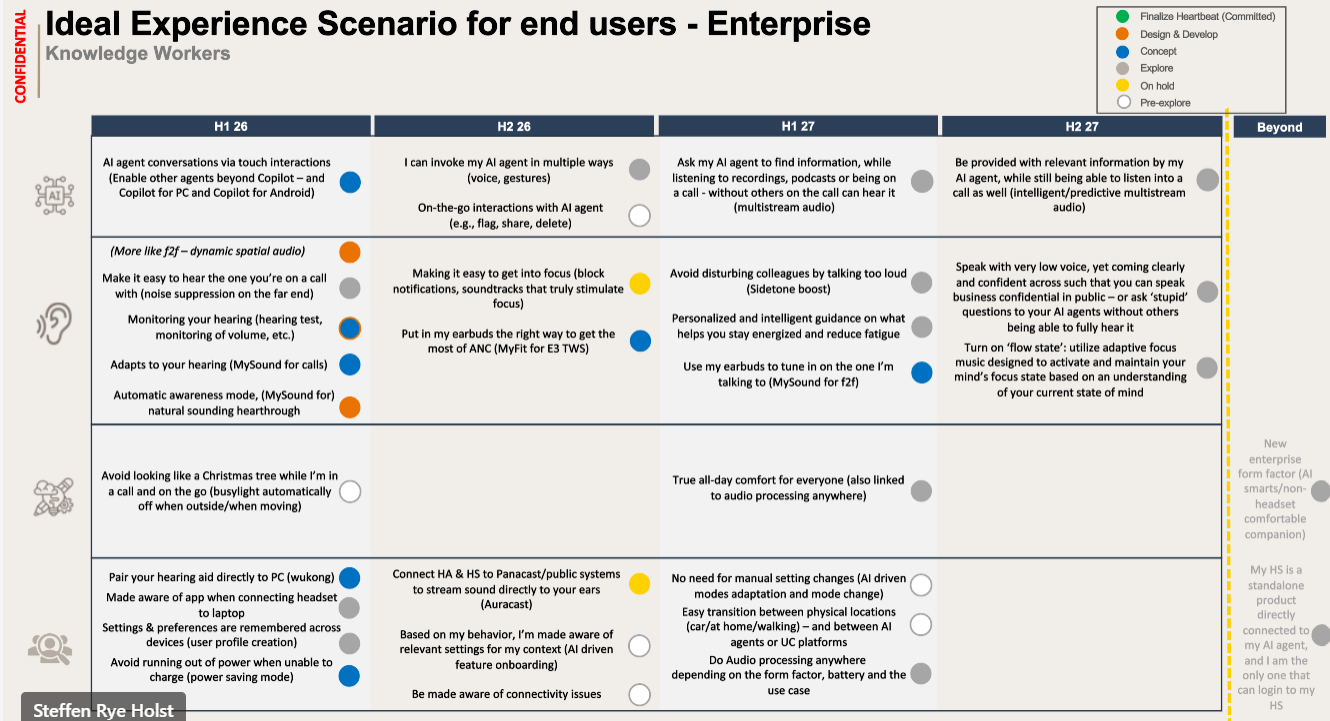 CONFIDENTIAL
Ideal Experience Scenario for end users - Enterprise
Knowledge Workers
Finalize Heartbeat (Committed)
Design & Develop
Concept
Explore
On hold
Pre-explore
H1 26
H2 26
H1 27
H2 27
Beyond
AI
AI agent conversations via touch interactions
(Enable other agents beyond Copilot – and
Copilot for PC and Copilot for Android)
I can invoke my AI agent in multiple ways
(voice, gestures)
On-the-go interactions with AI agent
(e.g., flag, share, delete)
Ask my AI agent to find information, while
listening to recordings, podcasts or being on
a call - without others on the call can hear it
(multistream audio)
Be provided with relevant information by my
AI agent, while still being able to listen into a
call as well (intelligent/predictive multistream
audio)
(More like f2f – dynamic spatial audio)
Make it easy to hear the one you're on a call
with (noise suppression on the far end)
Monitoring your hearing (hearing test,
monitoring of volume, etc.)
Adapts to your hearing (MySound for calls)
Automatic awareness mode, (MySound for)
natural sounding hearthrough
Making it easy to get into focus (block
notifications, soundtracks that truly stimulate
focus)
Put in my earbuds the right way to get the
most of ANC (MyFit for E3 TWS)
Avoid disturbing colleagues by talking too loud
(Sidetone boost)
Personalized and intelligent guidance on what
helps you stay energized and reduce fatigue
Use my earbuds to tune in on the one I'm
talking to (MySound for f2f)
Speak with very low voice, yet coming clearly
and confident across such that you can speak
business confidential in public – or ask 'stupid'
questions to your AI agents without others
being able to fully hear it
Turn on 'flow state': utilize adaptive focus
music designed to activate and maintain your
mind's focus state based on an understanding
of your current state of mind
Avoid looking like a Christmas tree while I'm in
a call and on the go (busylight automatically
off when outside/when moving)
True all-day comfort for everyone (also linked
to audio processing anywhere)
New
enterprise
form factor (AI
smarts/non-
headset
comfortable
companion)
Pair your hearing aid directly to PC (wukong)
Made aware of app when connecting headset
to laptop
Settings & preferences are remembered across
devices (user profile creation)
Avoid running out of power when unable to
charge (power saving mode)
Connect HA & HS to Panacast/public systems
to stream sound directly to your ears
(Auracast)
Based on my behavior, I'm made aware of
relevant settings for my context (AI driven
feature onboarding)
Be made aware of connectivity issues
No need for manual setting changes (AI driven
modes adaptation and mode change)
Easy transition between physical locations
(car/at home/walking) – and between AI
agents or UC platforms
Do Audio processing anywhere
depending on the form factor, battery and the
use case
My HS is a
standalone
product
directly
connected to
my AI agent,
and I am the
only one that
can login to my
HS
Steffen Rye Holst